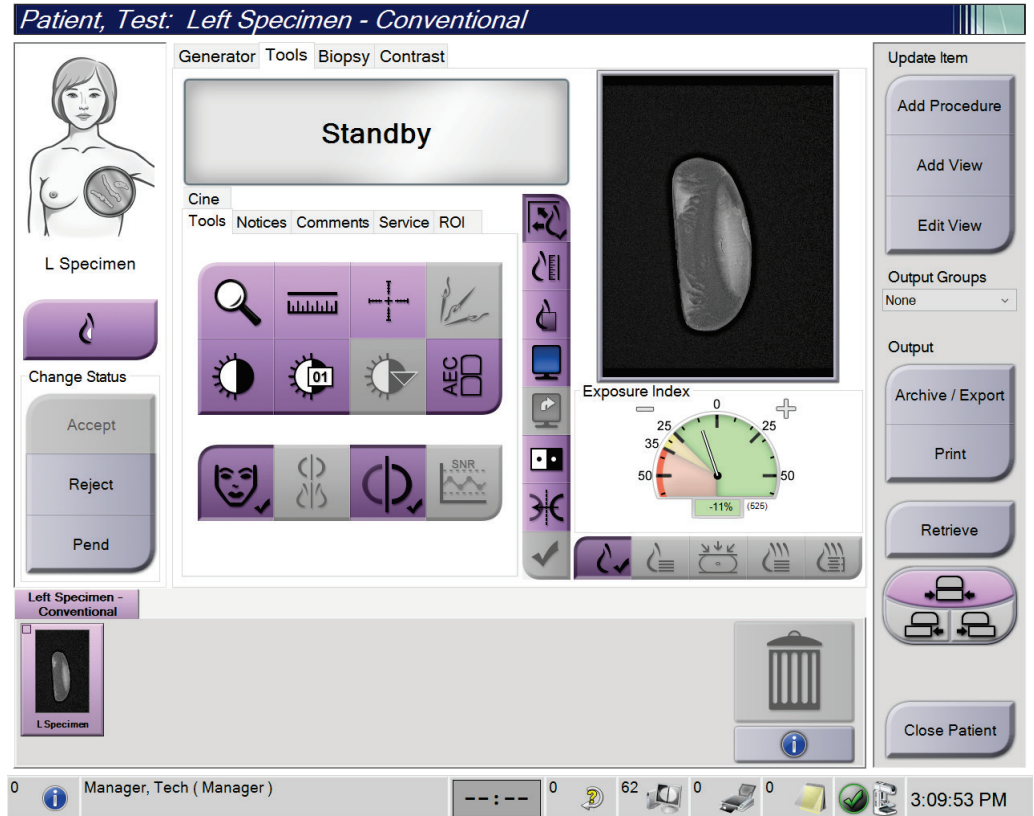 Patient, Test: Left Specimen - Conventional
Generator Tools Biopsy Contrast
Standby
L Specimen
Change Status
Accept
Reject
Pend
Cine
Tools Notices Comments Service ROI
01
AEC
SNR
Exposure Index
0
25 25
35
50 50
-11% (525)
Update Item
Add Procedure
Add View
Edit View
Output Groups
None
Output
Archive / Export
Print
Retrieve
Close Patient
Left Specimen -
Conventional
L Specimen
0 Manager, Tech ( Manager ) --:-- 0 62 0 0 3:09:53 PM